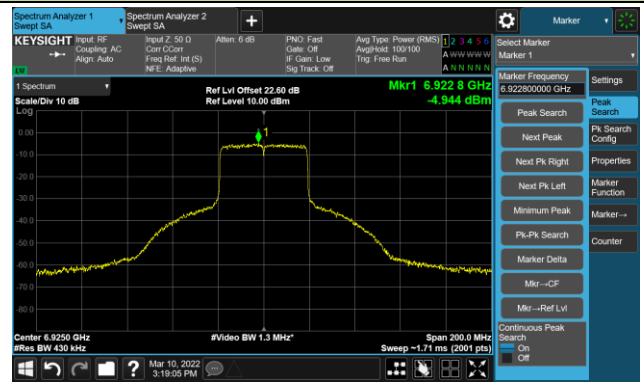 Spectrum Analyzer 1
Swept SA
Spectrum Analyzer 2
Swept SA
+
Marker
KEYSIGHT
Input: RF
Coupling: AC
Align: Auto
Input Z: 50 Ω
Corr CCorr
Freq Ref: Int (S)
NFE: Adaptive
Atten: 6 dB
PNO: Fast
Gate: Off
IF Gain: Low
Sig Track: Off
Avg Type: Power (RMS)
Avg|Hold: 100/100
Trig: Free Run
1 2 3 4 5 6
A W W W W W
A N N N N N
LW
Select Marker
Marker 1
1 Spectrum
Scale/Div 10 dB
Ref Lvl Offset 22.60 dB
Ref Level 10.00 dBm
Mkr1 6.922 8 GHz
-4.944 dBm
Log
0.00
-10.0
-20.0
-30.0
-40.0
-50.0
-60.0
-70.0
-80.0
1
Center 6.9250 GHz
#Res BW 430 kHz
#Video BW 1.3 MHz*
Span 200.0 MHz
Sweep ~1.71 ms (2001 pts)
Marker Frequency
6.922800000 GHz
Peak Search
Next Peak
Next Pk Right
Next Pk Left
Minimum Peak
Pk-Pk Search
Marker Delta
Mkr→CF
Mkr→Ref Lvl
Continuous Peak
Search
On
Off
Settings
Peak
Search
Pk Search
Config
Properties
Marker
Function
Marker→
Counter
?
Mar 10, 2022
3:19:05 PM